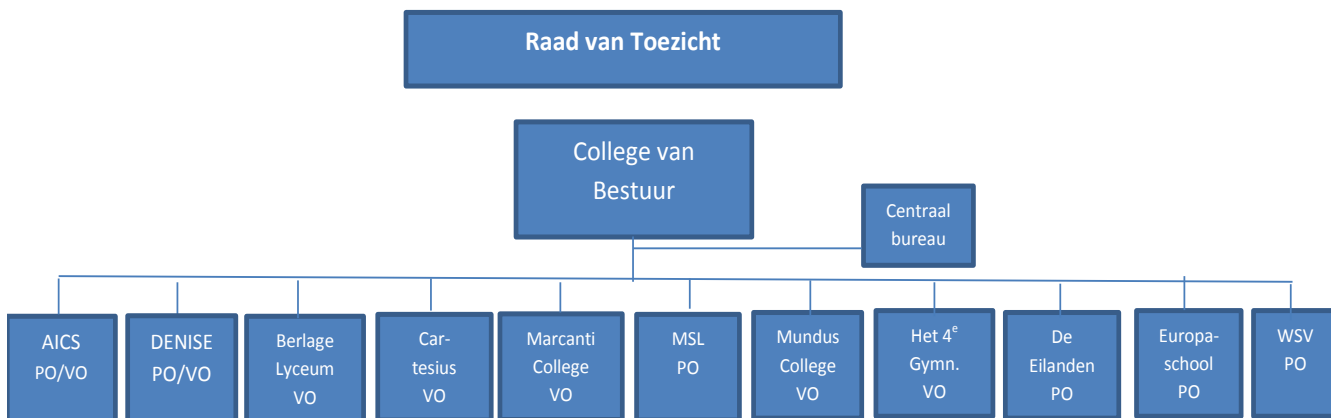 Raad van Toezicht
College van
Bestuur
Centraal
bureau
AICS
PO/VO
DENISE
PO/VO
Berlage
Lyceum
VO
Car-
tesius
VO
Marcanti
College
VO
MSL
PO
Mundus
College
VO
Het 4e
Gymn.
VO
De
Eilanden
PO
Europa-
school
PO
WSV
PO